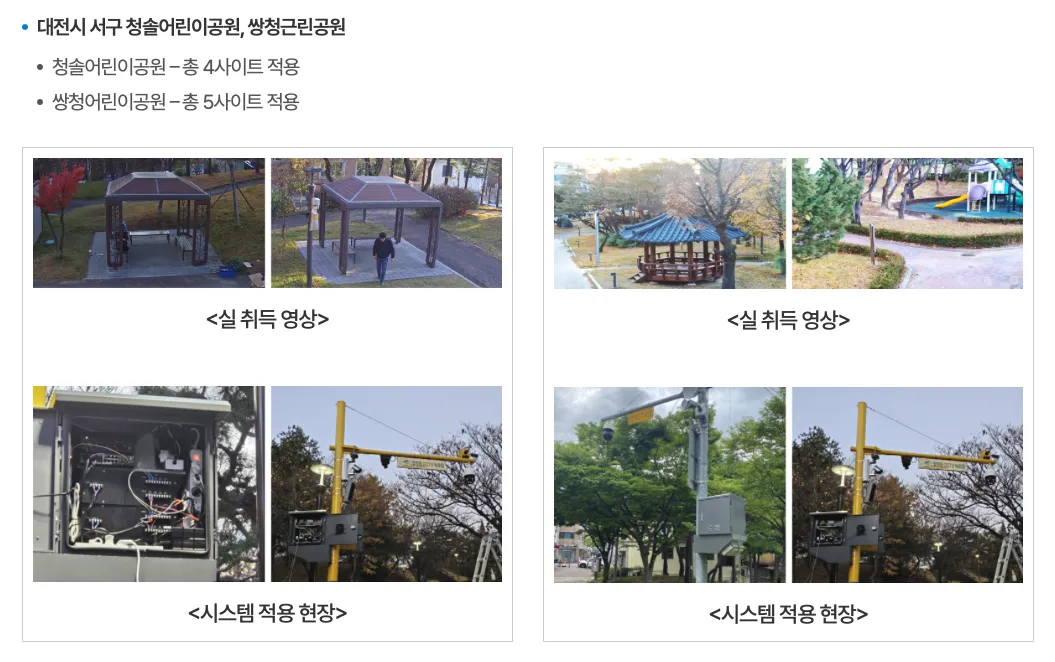 대전시 서구 청솔어린이공원, 쌍청근린공원
청솔어린이공원 – 총 4사이트 적용
쌍청어린이공원 – 총 5사이트 적용
<실 취득 영상>
<실 취득 영상>
<시스템 적용 현장>
<시스템 적용 현장>